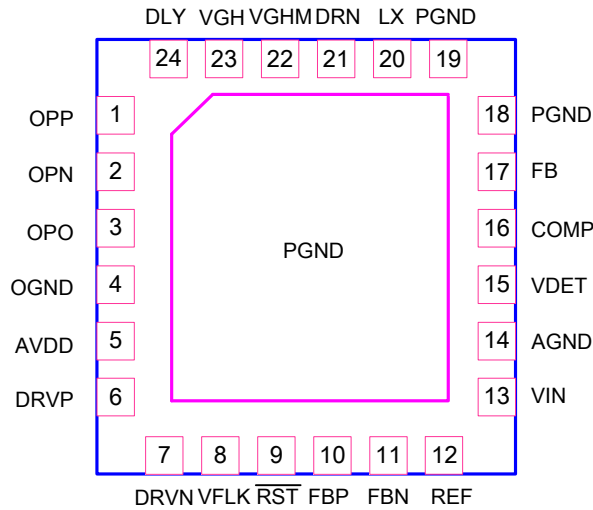 DLY VGH VGHM DRN LX PGND
24 23 22 21 20 19
OPP 1 18 PGND
OPN 2 17 FB
OPO 3 16 COMP
PGND
OGND 4 15 VDET
AVDD 5 14 AGND
DRVP 6 13 VIN
7 8 9 10 11 12
DRVN VFLK R̅S̅T̅ FBP FBN REF